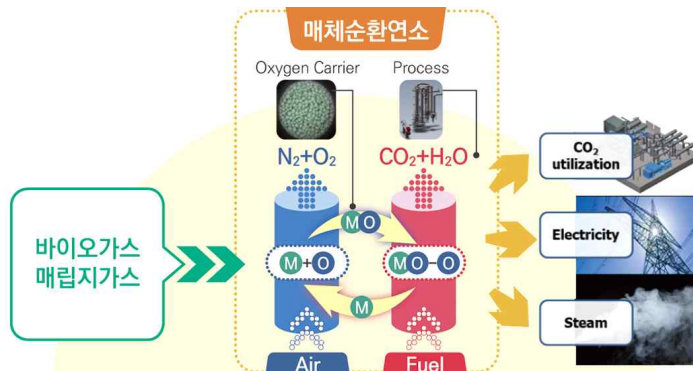 매체순환연소
Oxygen Carrier
Process
N₂+O₂
CO₂+H₂O
바이오가스
매립지가스
MO
M+O
MO-O
M
Air
Fuel
CO₂
utilization
Electricity
Steam